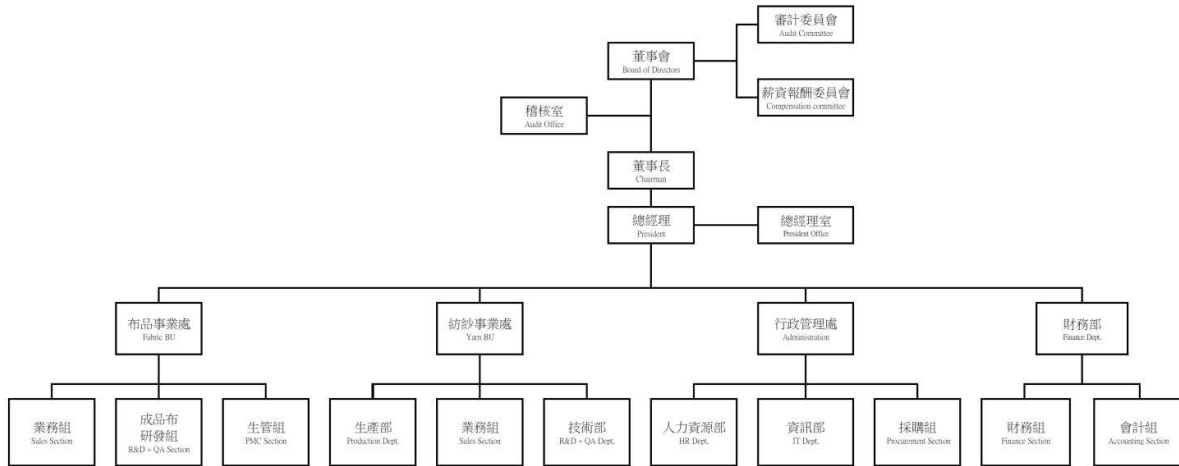 審計委員會
Audit Committee
董事會
Board of Directors
薪資報酬委員會
Compensation committee
稽核室
Audit Office
董事長
Chairman
總經理
President
總經理室
President Office
布品事業處
Fabric BU
紡紗事業處
Yarn BU
行政管理處
Administration
財務部
Finance Dept.
業務組
Sales Section
成品布
研發組
R&D + QA Section
生管組
PMC Section
生產部
Production Dept.
業務組
Sales Section
技術部
R&D + QA Dept.
人力資源部
HR Dept.
資訊部
IT Dept.
採購組
Procurement Section
財務組
Finance Section
會計組
Accounting Section